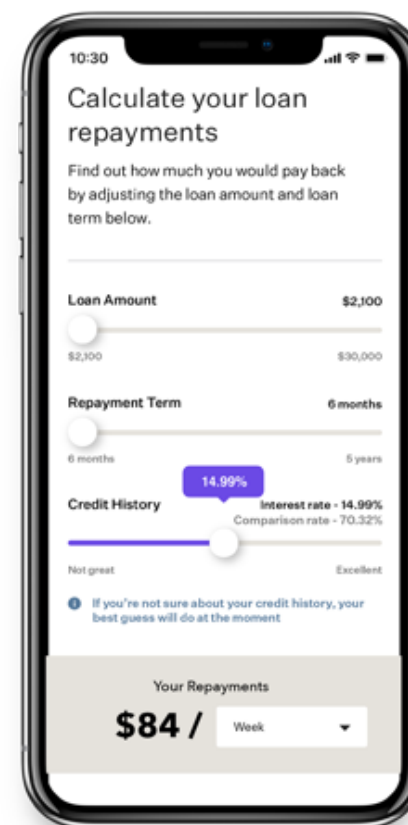 10:30
Calculate your loan
repayments
Find out how much you would pay back
by adjusting the loan amount and loan
term below.
Loan Amount $2,100
$2,100 $30,000
Repayment Term 6 months
6 months 5 years
14.99%
Credit History Interest rate - 14.99%
Comparison rate - 70.32%
Not great Excellent
If you're not sure about your credit history, your
best guess will do at the moment
Your Repayments
$84 / Week